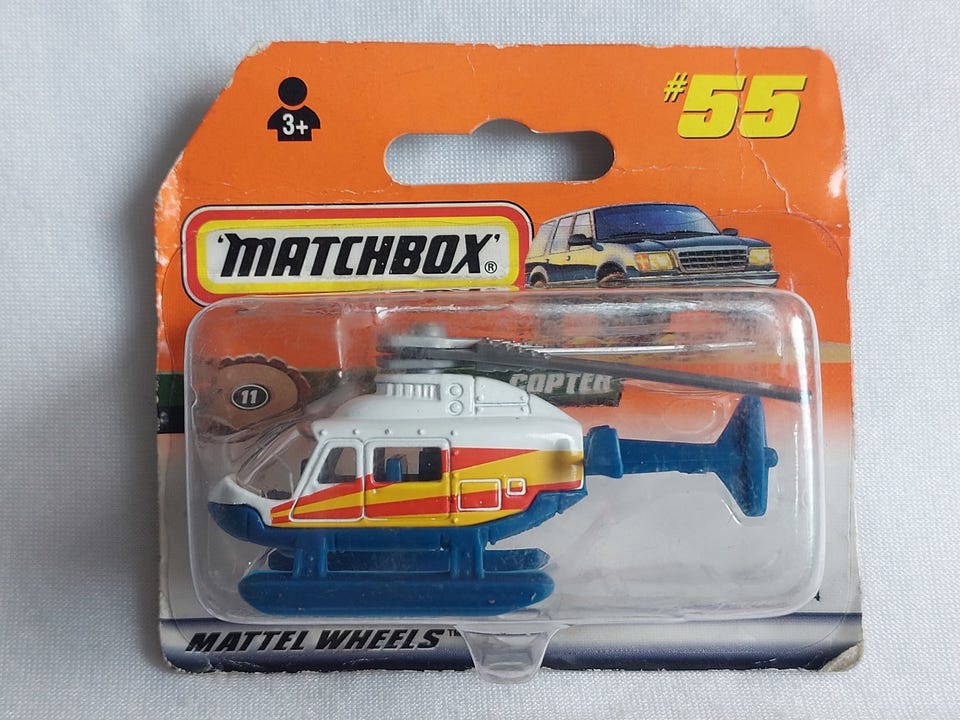 3+
#55
'MATCHBOX'®
11
COPTER
MATTEL WHEELS™